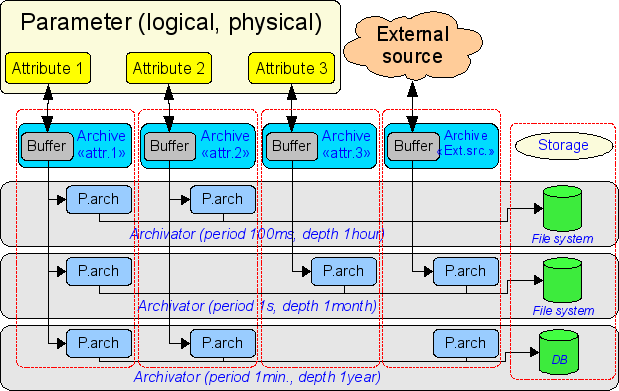 Parameter (logical, physical)
External
source
Attribute 1
Attribute 2
Attribute 3
Buffer
Archive
«attr.1»
Buffer
Archive
«attr.2»
Buffer
Archive
«attr.3»
Buffer
Archive
«Ext.src.»
Storage
P.arch
P.arch
Archivator (period 100ms, depth 1hour)
File system
P.arch
P.arch
P.arch
Archivator (period 1s, depth 1month)
File system
P.arch
P.arch
P.arch
DB
Archivator (period 1min., depth 1year)